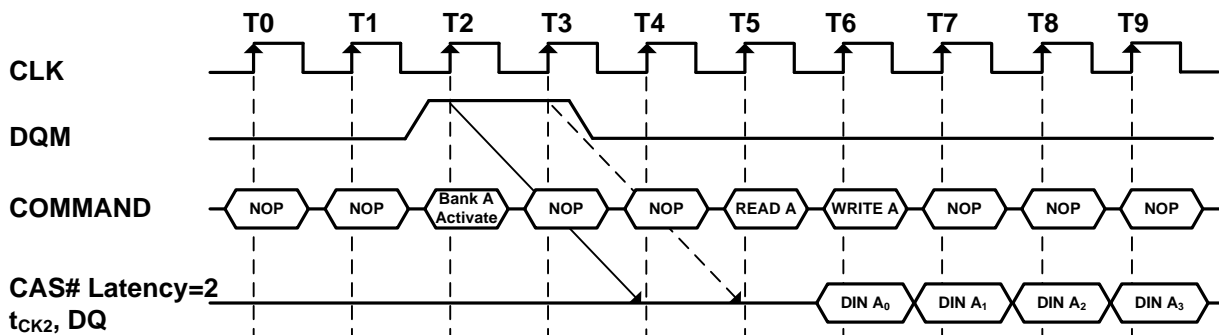 T0 T1 T2 T3 T4 T5 T6 T7 T8 T9
CLK
DQM
COMMAND NOP NOP Bank A Activate NOP NOP READ A WRITE A NOP NOP NOP
CAS# Latency=2
tCK2, DQ DIN A0 DIN A1 DIN A2 DIN A3